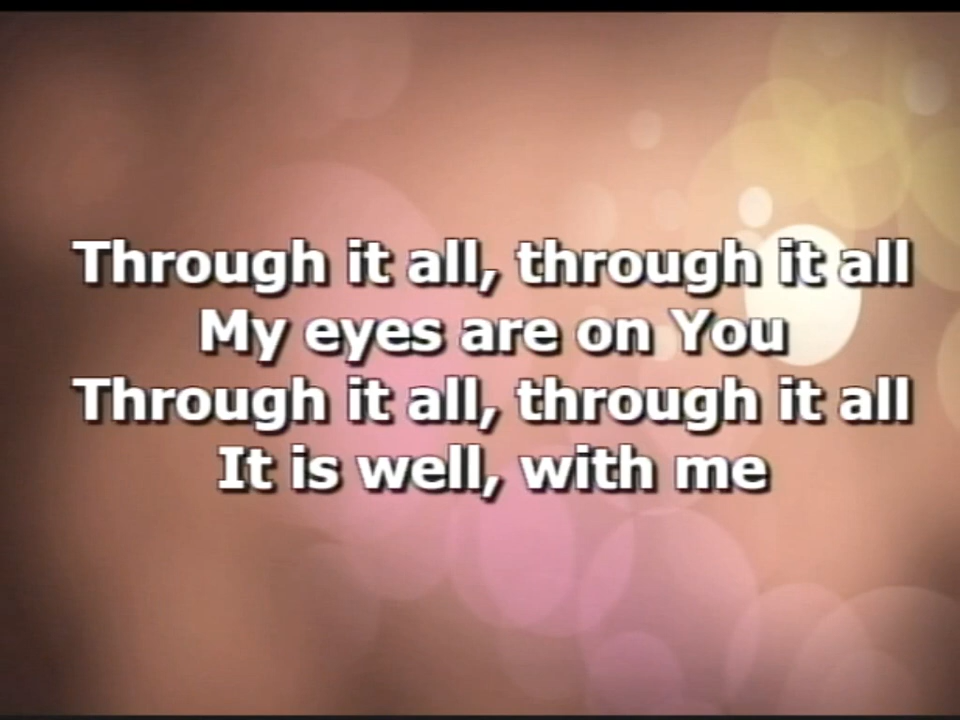 Through it all, through it all
My eyes are on You
Through it all, through it all
It is well, with me